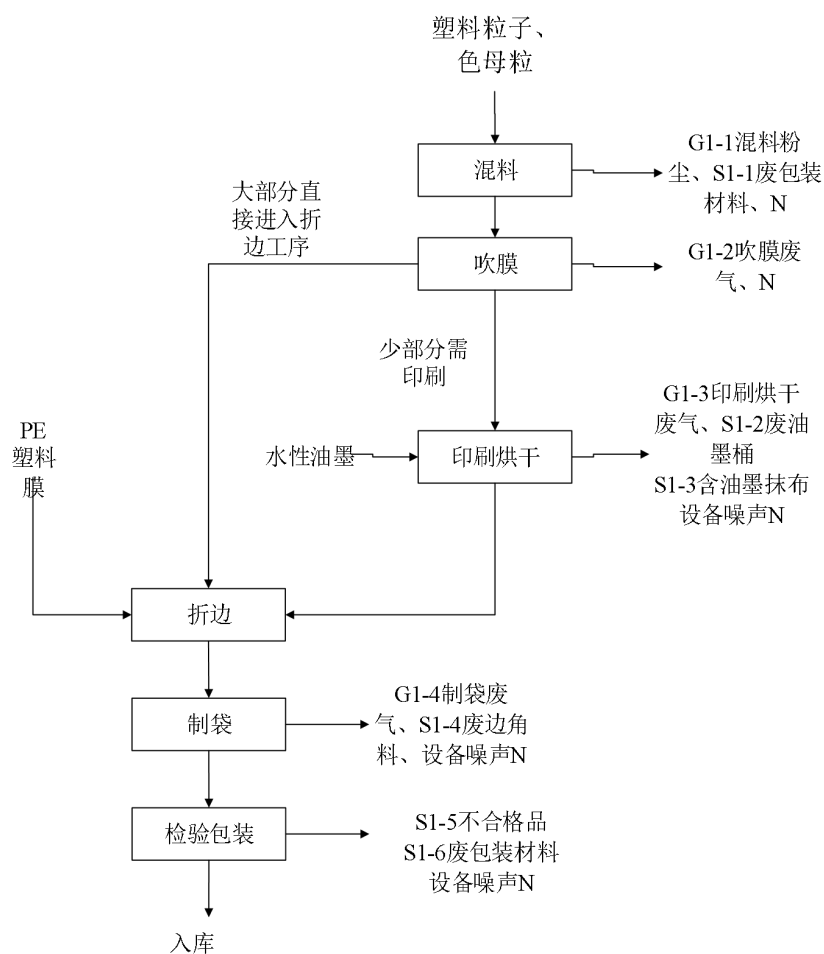 塑料粒子、
色母粒
混料
G1-1混料粉
尘、S1-1废包装
材料、N
大部分直
接进入折
边工序
吹膜
G1-2吹膜废
气、N
少部分需
印刷
PE
塑料
膜
水性油墨
印刷烘干
G1-3印刷烘干
废气、S1-2废油
墨桶
S1-3含油墨抹布
设备噪声N
折边
制袋
G1-4制袋废
气、S1-4废边角
料、设备噪声N
检验包装
S1-5不合格品
S1-6废包装材料
设备噪声N
入库